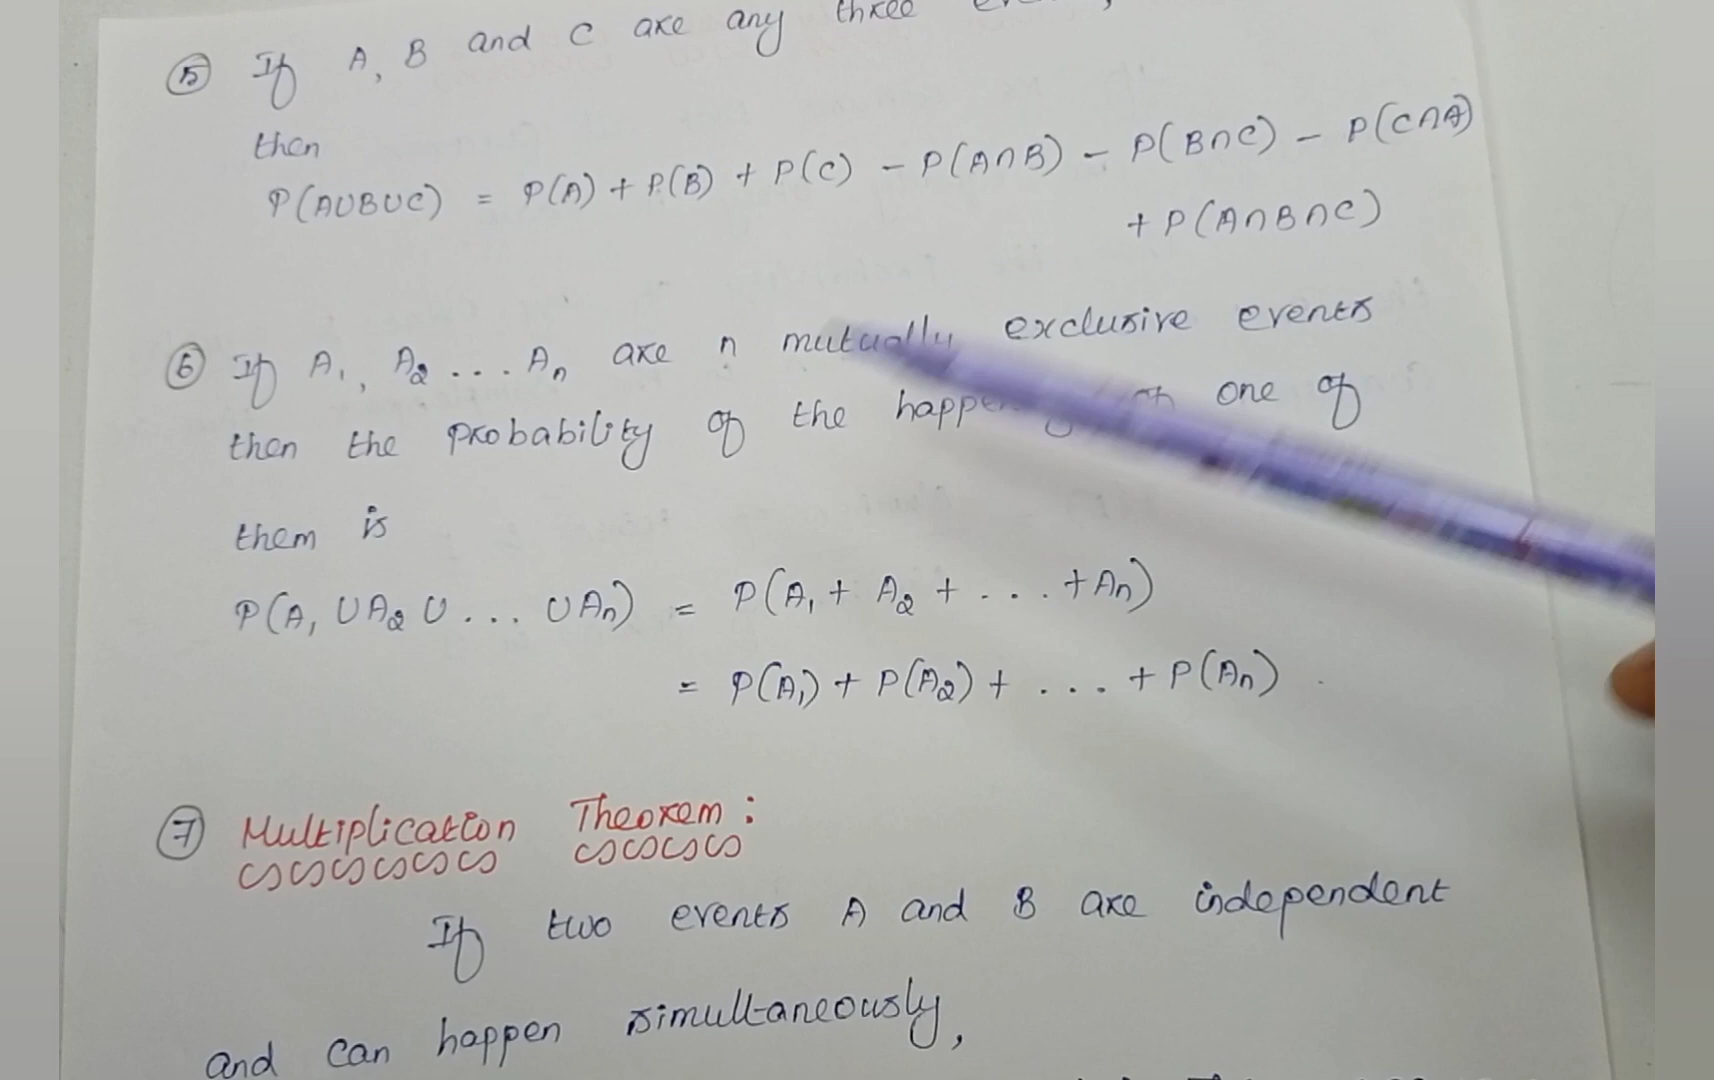 5 If A, B and C are any three
then
P(A∪B∪C) = P(A) + P(B) + P(C) - P(A∩B) - P(B∩C) - P(C∩A)
+ P(A∩B∩C)
6 If A₁, A₂ ... Aₙ are n mutually exclusive events
then the probability of the one of
them is
P(A₁ ∪ A₂ ∪ ... ∪ Aₙ) = P(A₁ + A₂ + ... + Aₙ)
= P(A₁) + P(A₂) + ... + P(Aₙ).
7 Multiplication Theorem:
If two events A and B are independent
and can happen simultaneously,